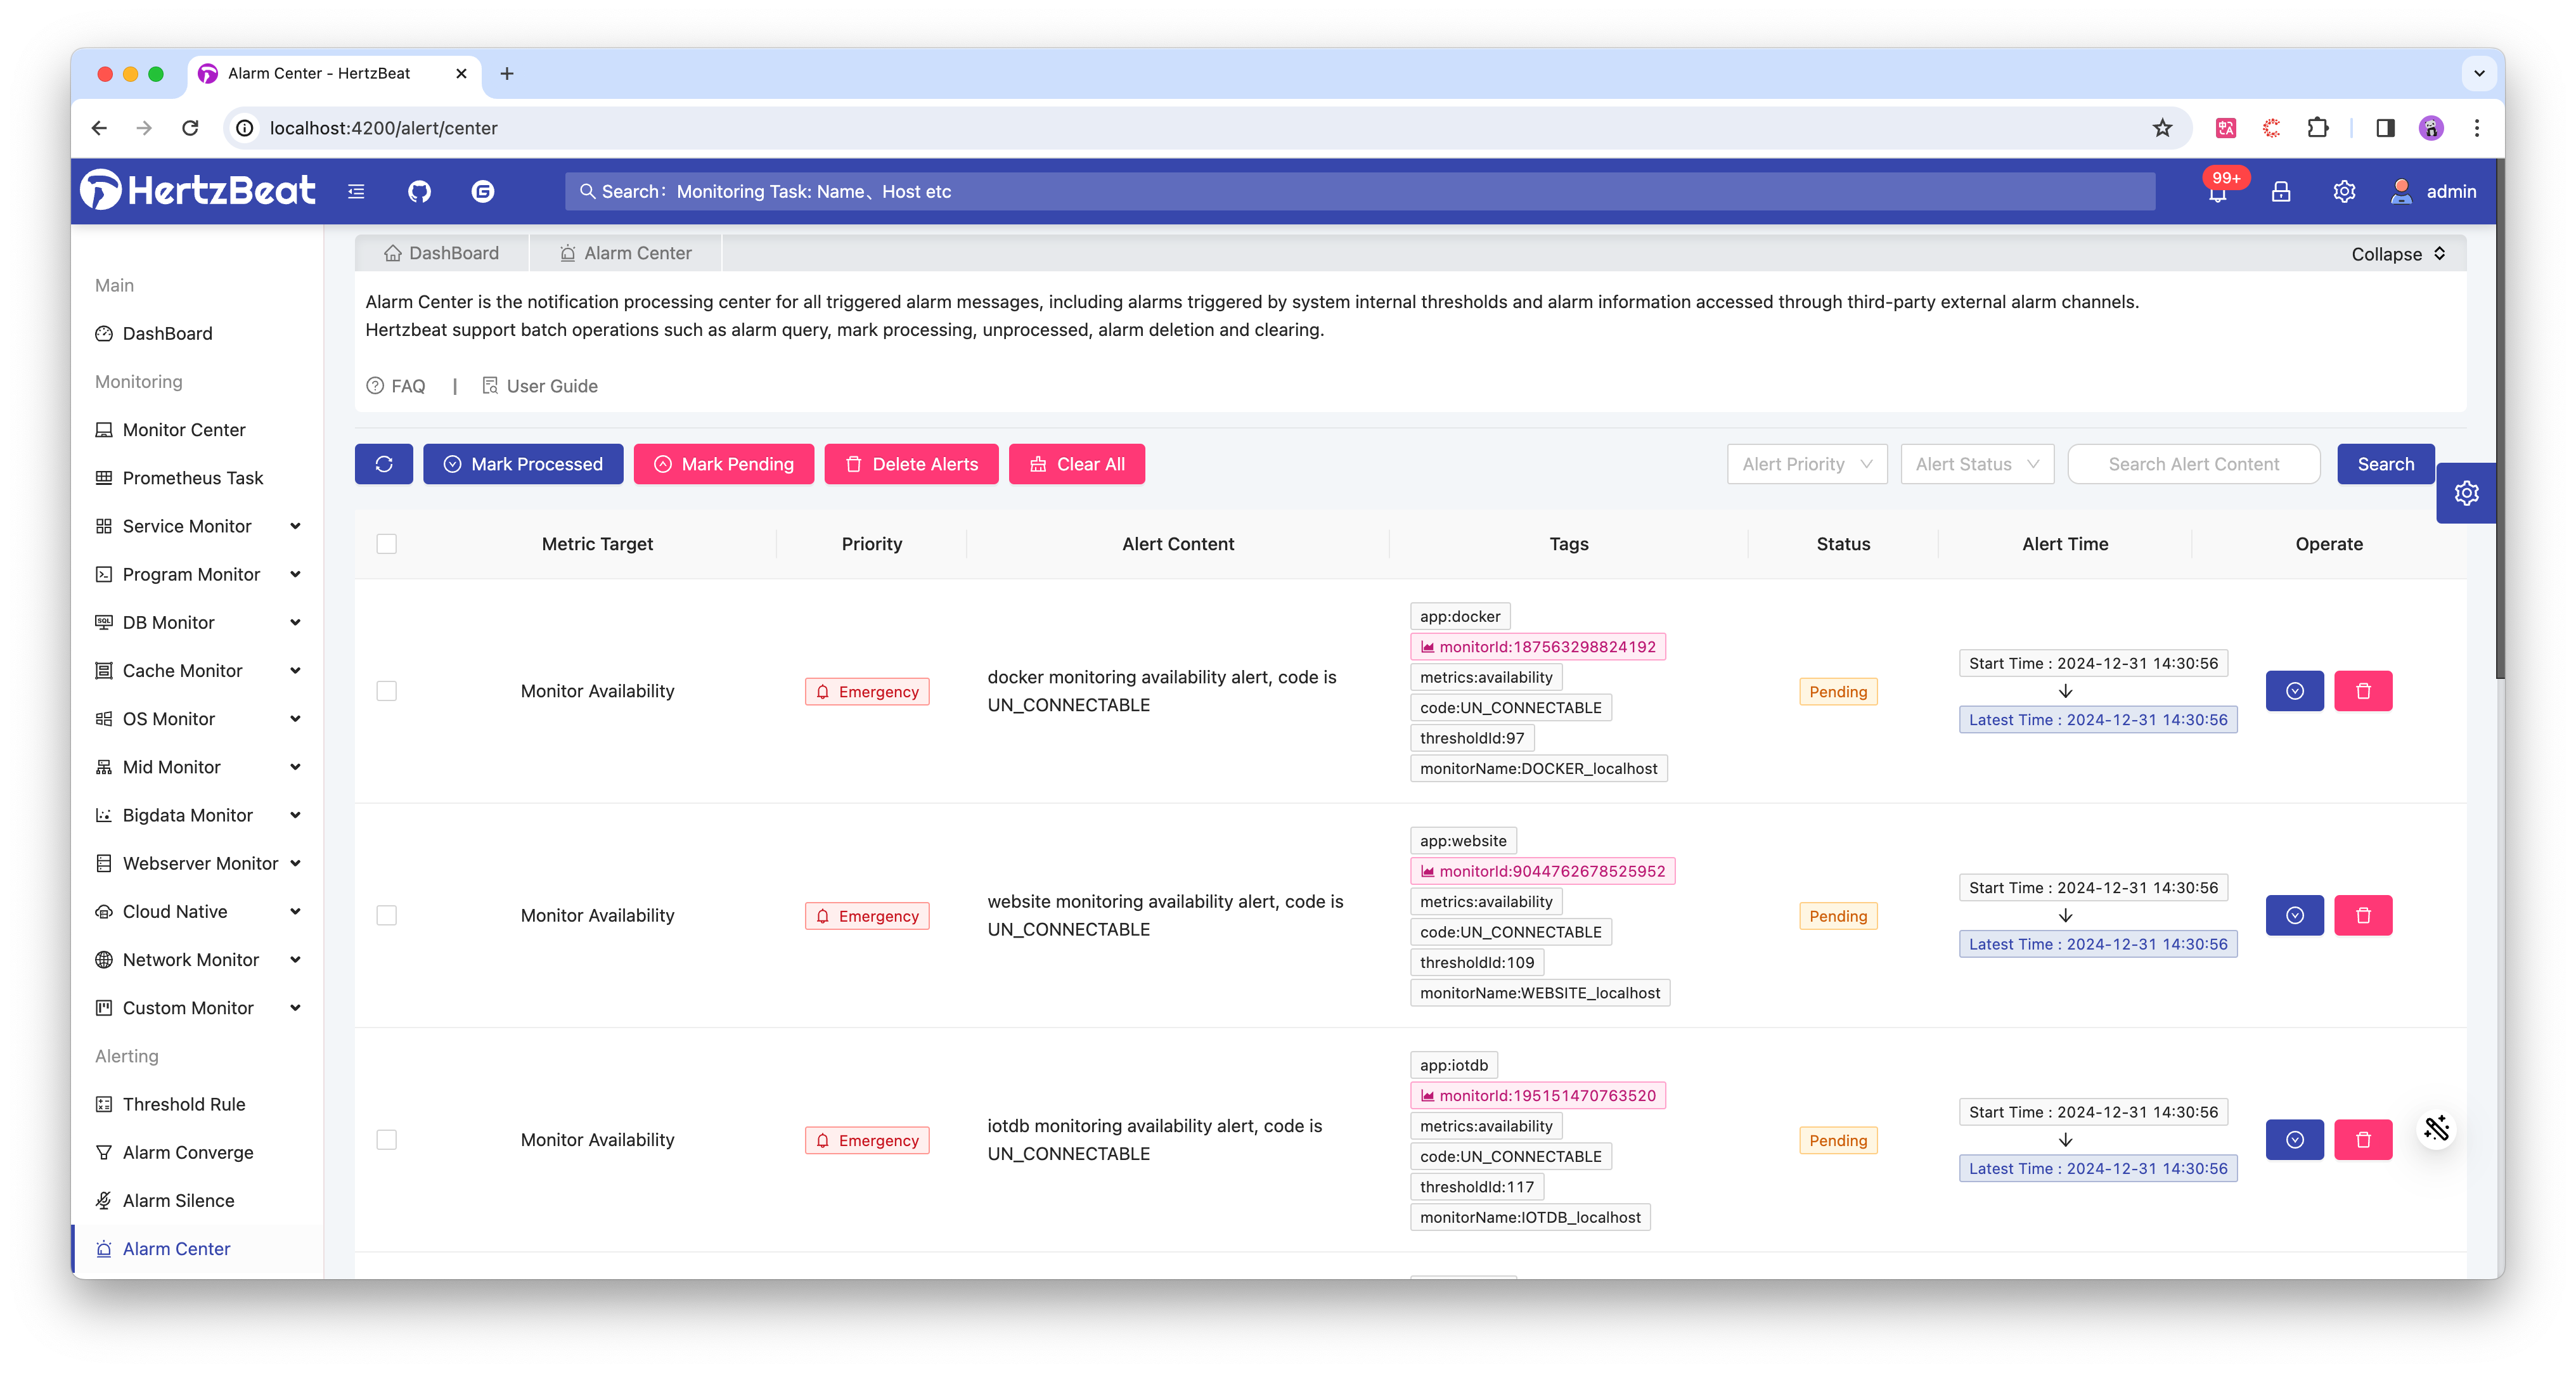 Alarm Center - HertzBeat
localhost:4200/alert/center
HertzBeat
Search： Monitoring Task: Name、Host etc
99+
admin
Main
DashBoard
Monitoring
Monitor Center
Prometheus Task
Service Monitor
Program Monitor
DB Monitor
Cache Monitor
OS Monitor
Mid Monitor
Bigdata Monitor
Webserver Monitor
Cloud Native
Network Monitor
Custom Monitor
Alerting
Threshold Rule
Alarm Converge
Alarm Silence
Alarm Center
DashBoard
Alarm Center
Collapse
Alarm Center is the notification processing center for all triggered alarm messages, including alarms triggered by system internal thresholds and alarm information accessed through third-party external alarm channels.
Hertzbeat support batch operations such as alarm query, mark processing, unprocessed, alarm deletion and clearing.
FAQ | User Guide
Mark Processed
Mark Pending
Delete Alerts
Clear All
Alert Priority
Alert Status
Search Alert Content
Search
Metric Target Priority Alert Content Tags Status Alert Time Operate
Monitor Availability
Emergency
docker monitoring availability alert, code is
UN_CONNECTABLE
app:docker
monitorId:187563298824192
metrics:availability
code:UN_CONNECTABLE
thresholdId:97
monitorName:DOCKER_localhost
Pending
Start Time : 2024-12-31 14:30:56
Latest Time : 2024-12-31 14:30:56
Monitor Availability
Emergency
website monitoring availability alert, code is
UN_CONNECTABLE
app:website
monitorId:9044762678525952
metrics:availability
code:UN_CONNECTABLE
thresholdId:109
monitorName:WEBSITE_localhost
Pending
Start Time : 2024-12-31 14:30:56
Latest Time : 2024-12-31 14:30:56
Monitor Availability
Emergency
iotdb monitoring availability alert, code is
UN_CONNECTABLE
app:iotdb
monitorId:195151470763520
metrics:availability
code:UN_CONNECTABLE
thresholdId:117
monitorName:IOTDB_localhost
Pending
Start Time : 2024-12-31 14:30:56
Latest Time : 2024-12-31 14:30:56